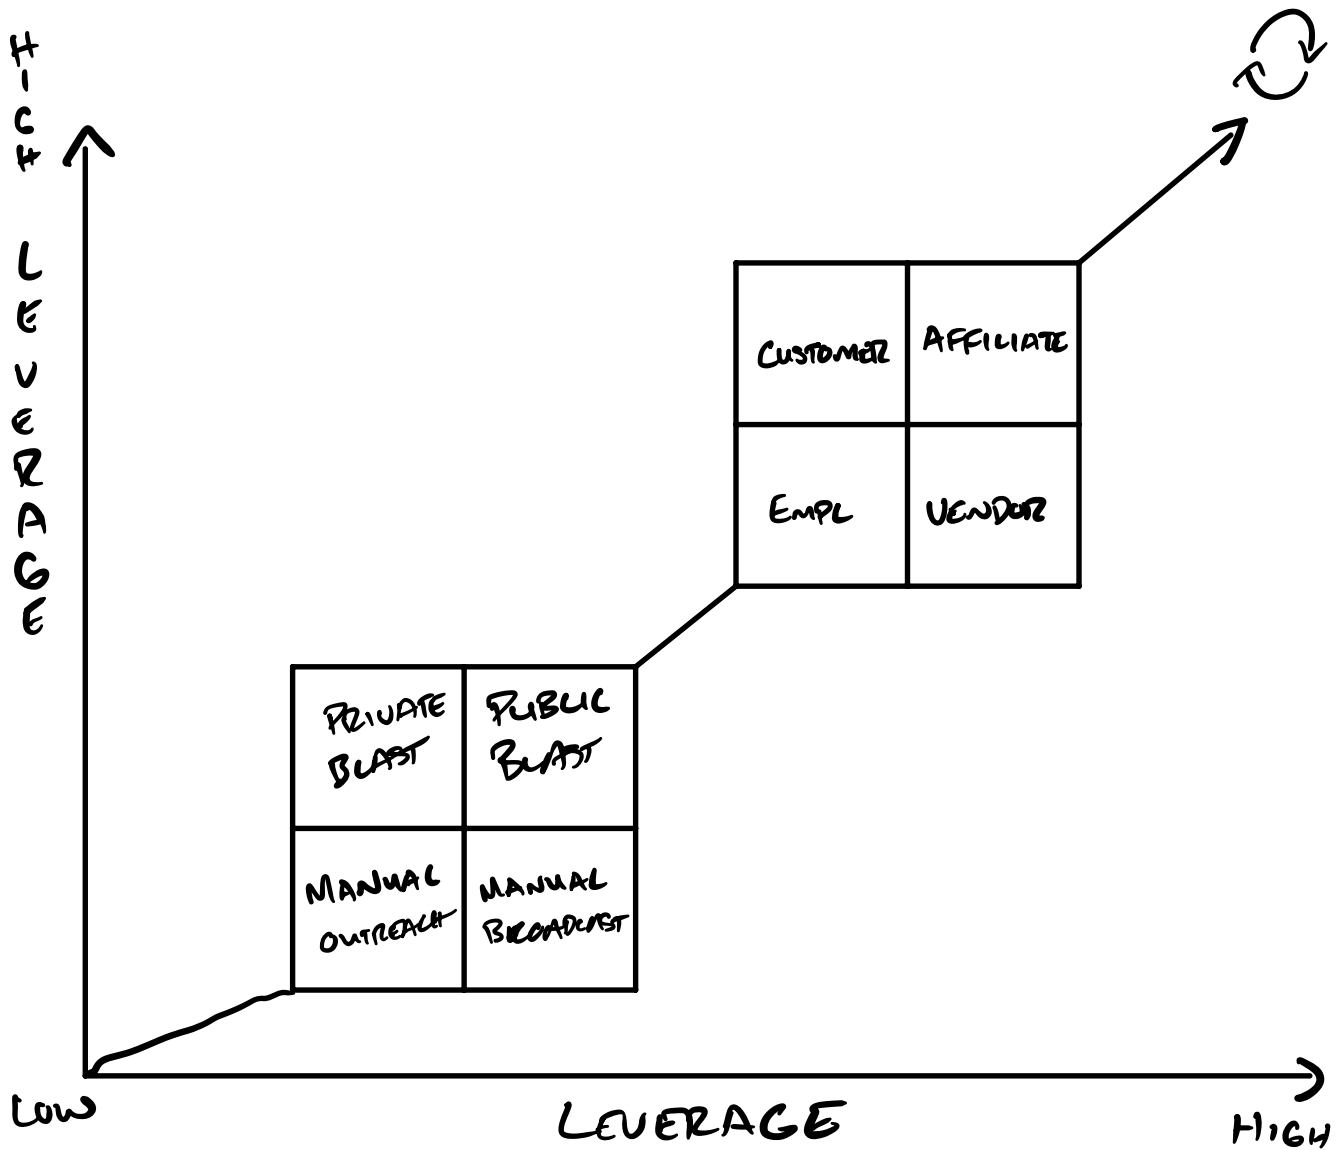 HIGH LEVERAGE
CUSTOMER
AFFILIATE
EMPL
VENDOR
PRIVATE
BLAST
PUBLIC
BLAST
MANUAL
OUTREACH
MANUAL
BROADCAST
LOW
LEVERAGE
HIGH